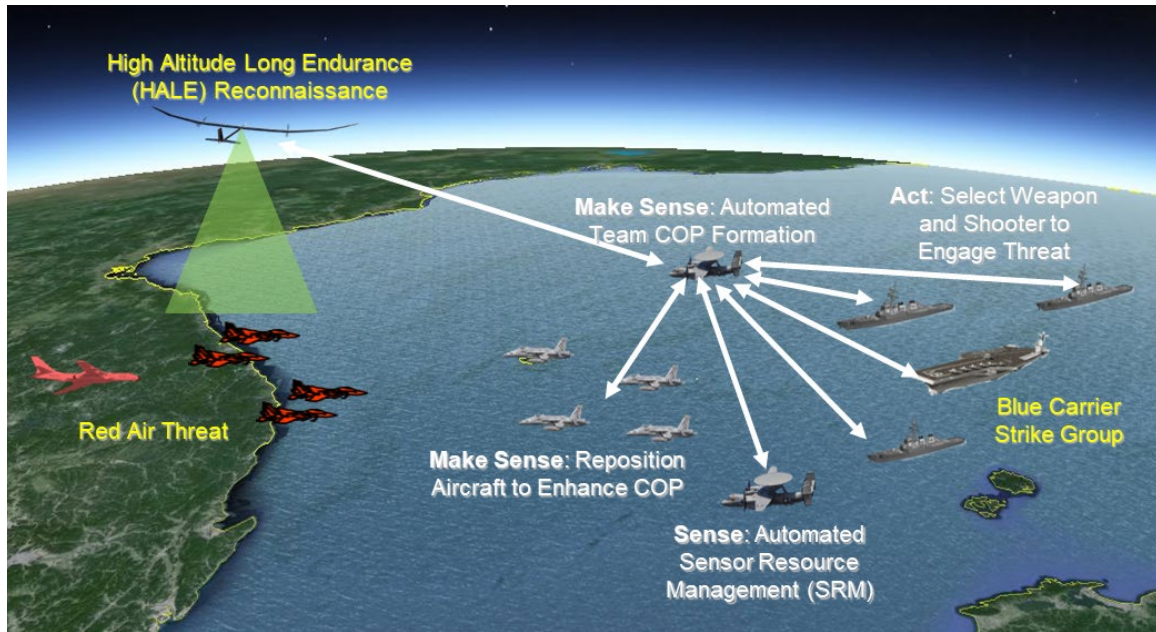 High Altitude Long Endurance
(HALE) Reconnaissance
Make Sense: Automated
Team COP Formation
Act: Select Weapon
and Shooter to
Engage Threat
Red Air Threat
Blue Carrier
Strike Group
Make Sense: Reposition
Aircraft to Enhance COP
Sense: Automated
Sensor Resource
Management (SRM)